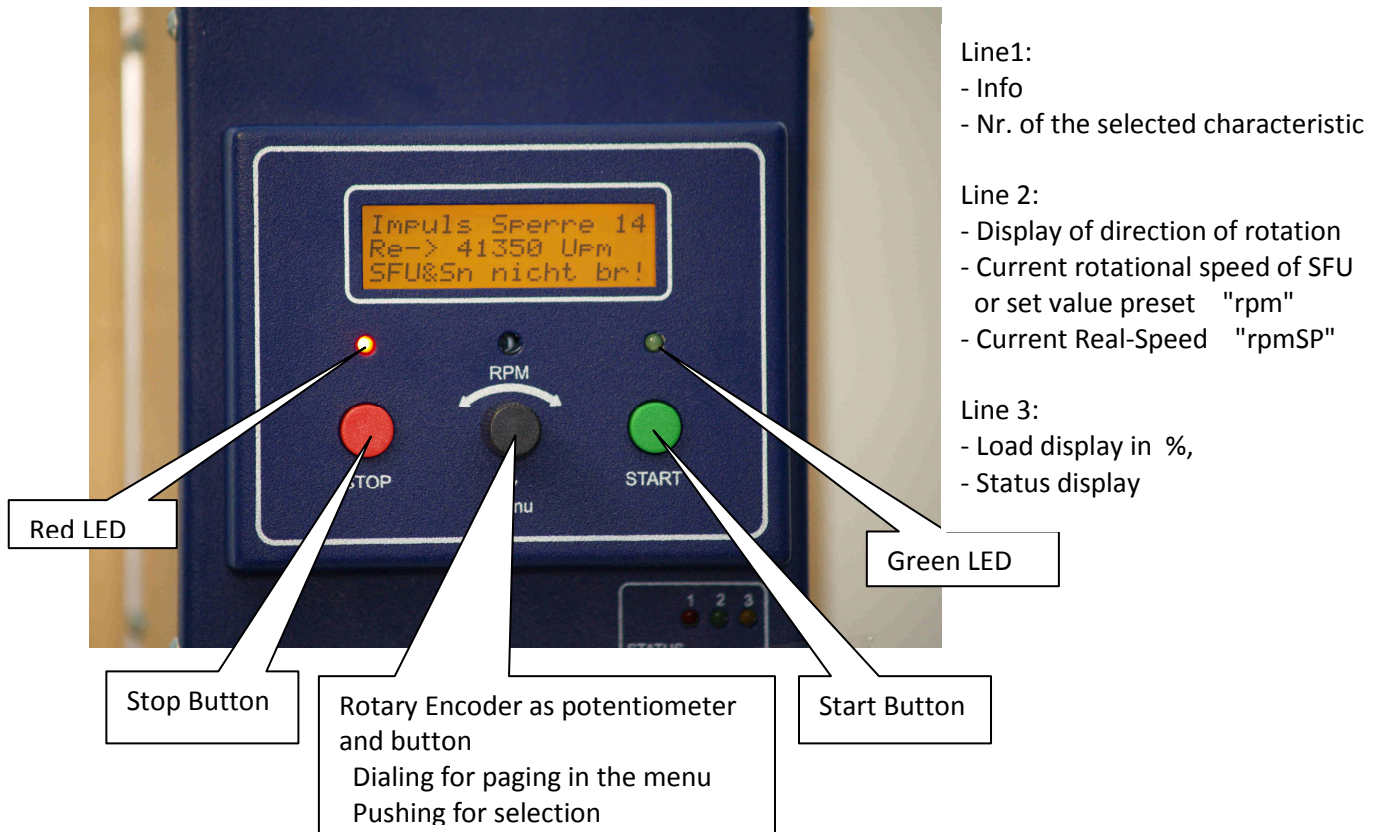 Line1:
- Info
- Nr. of the selected characteristic
Line 2:
- Display of direction of rotation
- Current rotational speed of SFU
or set value preset "rpm"
- Current Real-Speed "rpmSP"
Line 3:
- Load display in %,
- Status display
Impuls Sperre 14
Re-> 41350 Upm
SFU&Sn nicht br!
RPM
STOP
START
1 2 3
STATUS
Red LED
Green LED
Stop Button
Rotary Encoder as potentiometer
and button
Dialing for paging in the menu
Pushing for selection
Start Button